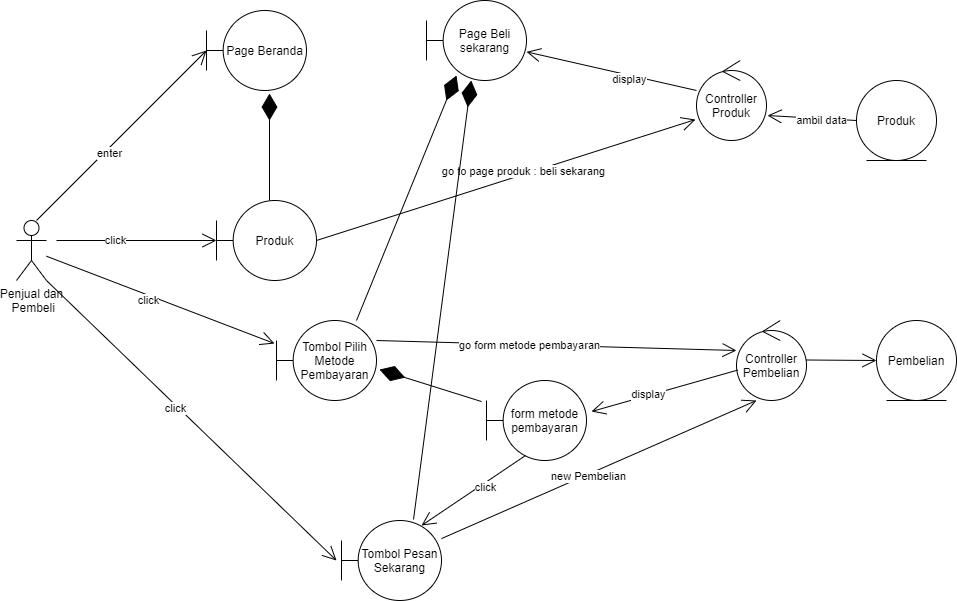 Page Beranda
Page Beli
sekarang
display
Controller
Produk
ambil data
Produk
enter
go to page produk : beli sekarang
click
Produk
Penjual dan
Pembeli
click
Tombol Pilih
Metode
Pembayaran
go form metode pembayaran
Controller
Pembelian
Pembelian
display
form metode
pembayaran
click
new Pembelian
click
Tombol Pesan
Sekarang